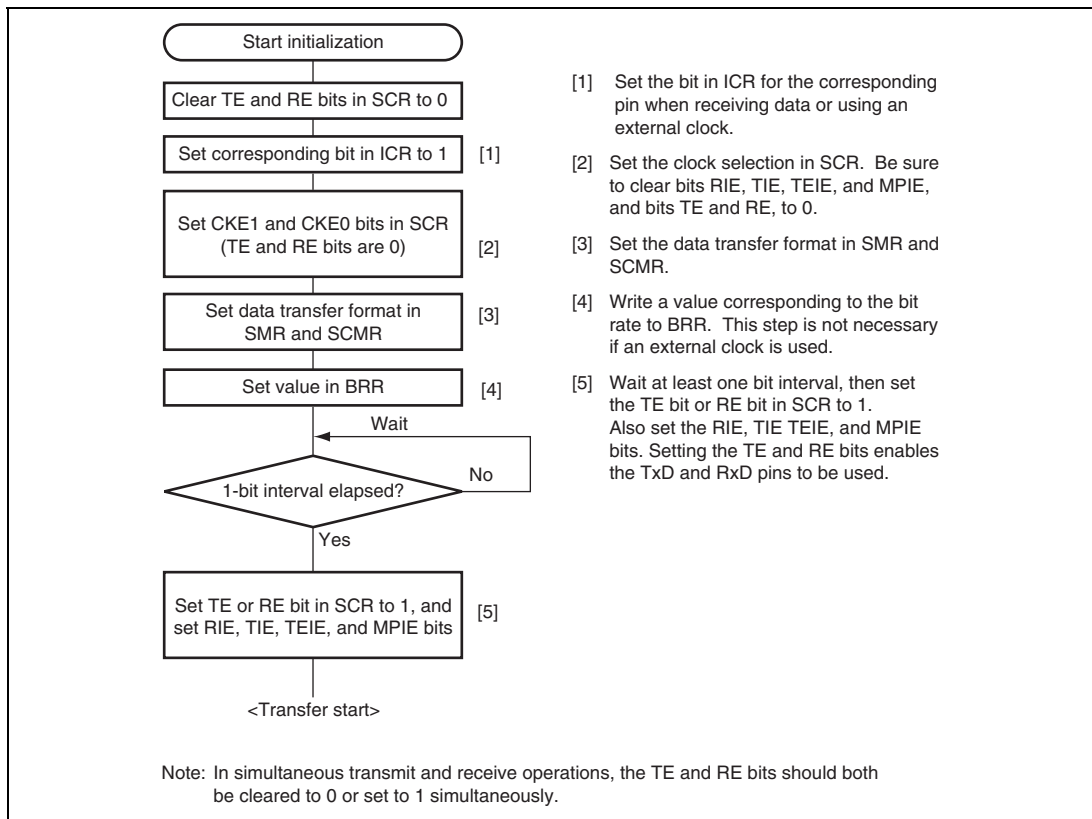 Start initialization
Clear TE and RE bits in SCR to 0
Set corresponding bit in ICR to 1
[1]
Set CKE1 and CKE0 bits in SCR
(TE and RE bits are 0)
[2]
Set data transfer format in
SMR and SCMR
[3]
Set value in BRR
[4]
Wait
1-bit interval elapsed?
No
Yes
Set TE or RE bit in SCR to 1, and
set RIE, TIE, TEIE, and MPIE bits
[5]
<Transfer start>
[1] Set the bit in ICR for the corresponding
pin when receiving data or using an
external clock.
[2] Set the clock selection in SCR. Be sure
to clear bits RIE, TIE, TEIE, and MPIE,
and bits TE and RE, to 0.
[3] Set the data transfer format in SMR and
SCMR.
[4] Write a value corresponding to the bit
rate to BRR. This step is not necessary
if an external clock is used.
[5] Wait at least one bit interval, then set
the TE bit or RE bit in SCR to 1.
Also set the RIE, TIE TEIE, and MPIE
bits. Setting the TE and RE bits enables
the TxD and RxD pins to be used.
Note: In simultaneous transmit and receive operations, the TE and RE bits should both
be cleared to 0 or set to 1 simultaneously.